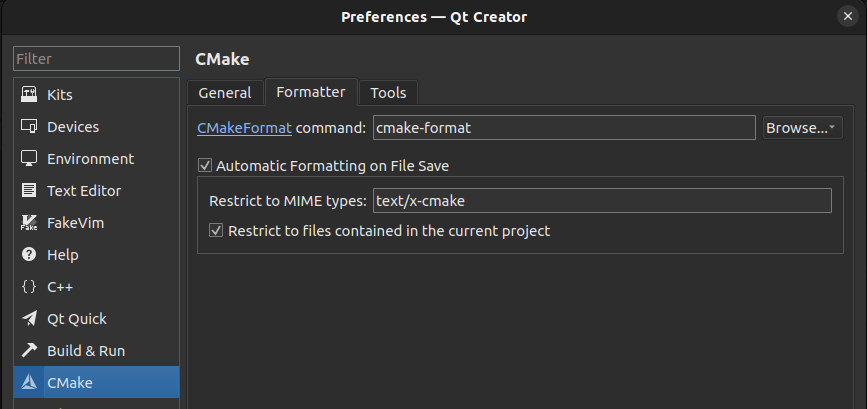 Preferences — Qt Creator
Filter
Kits
Devices
Environment
Text Editor
FakeVim
Help
C++
Qt Quick
Build & Run
CMake
CMake
General Formatter Tools
CMakeFormat command: cmake-format Browse...
Automatic Formatting on File Save
Restrict to MIME types: text/x-cmake
Restrict to files contained in the current project